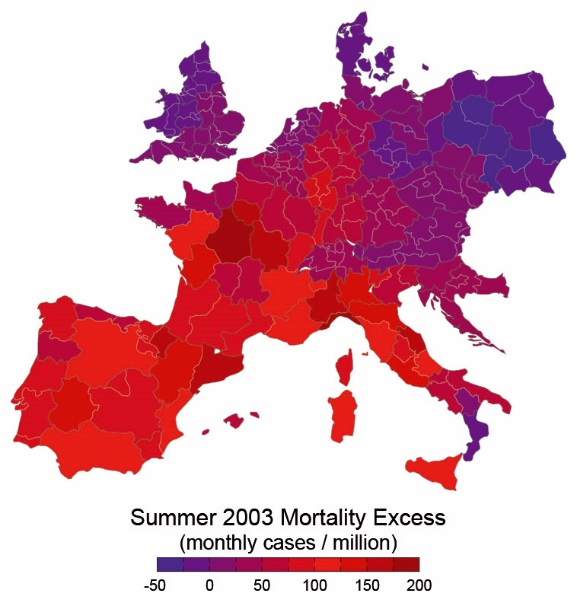 Summer 2003 Mortality Excess
(monthly cases / million)
-50 0 50 100 150 200